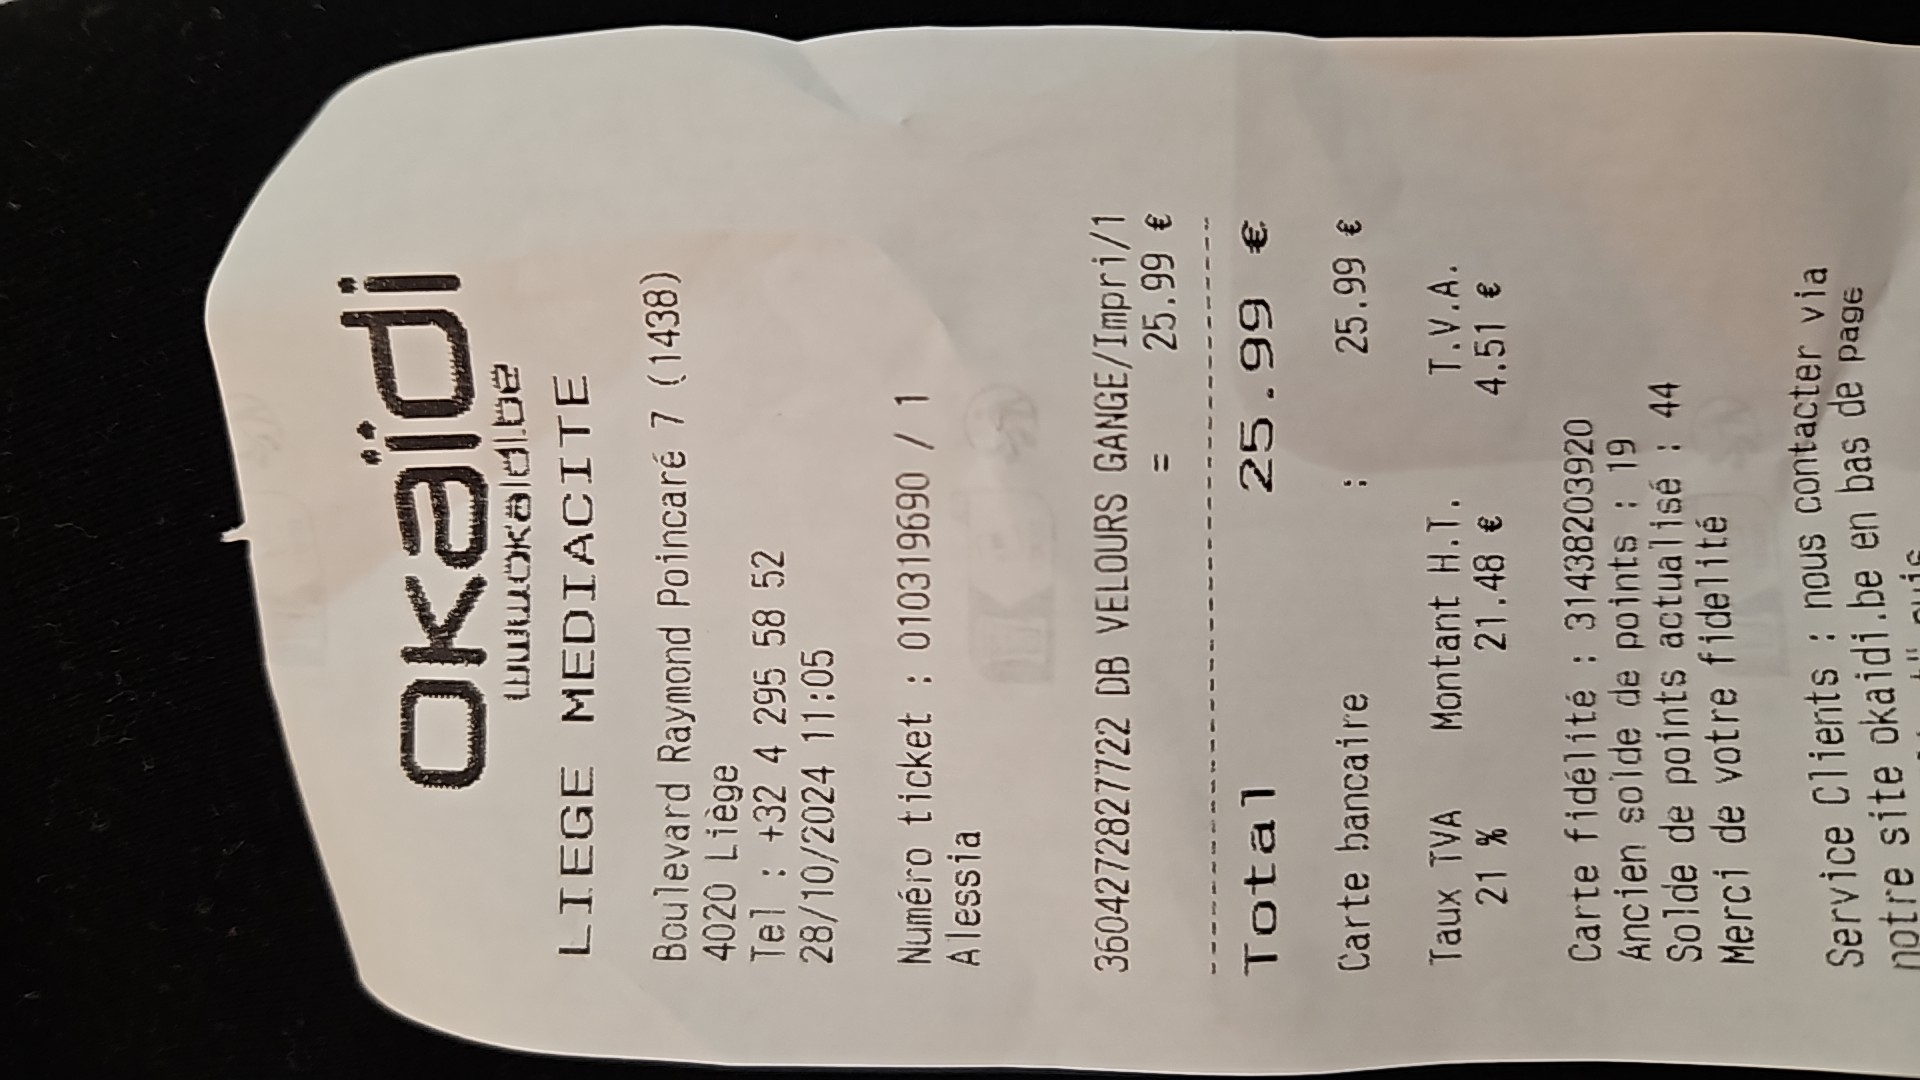 okaïdi
www.okaidi.be
LIEGE MEDIACITE
Boulevard Raymond Poincaré 7 (1438)
4020 Liège
Tel : +32 4 295 58 52
28/10/2024 11:05
Numéro ticket : 010319690 / 1
Alessia
3604272827722 DB VELOURS GANGE/Impri/1
= 25.99 €
Total 25.99 €
Carte bancaire : 25.99 €
Taux TVA Montant H.T. T.V.A.
21 % 21.48 € 4.51 €
Carte fidélité : 31438203920
Ancien solde de points : 19
Solde de points actualisé : 44
Merci de votre fidelité
Service Clients : nous contacter via
notre site okaidi.be en bas de page